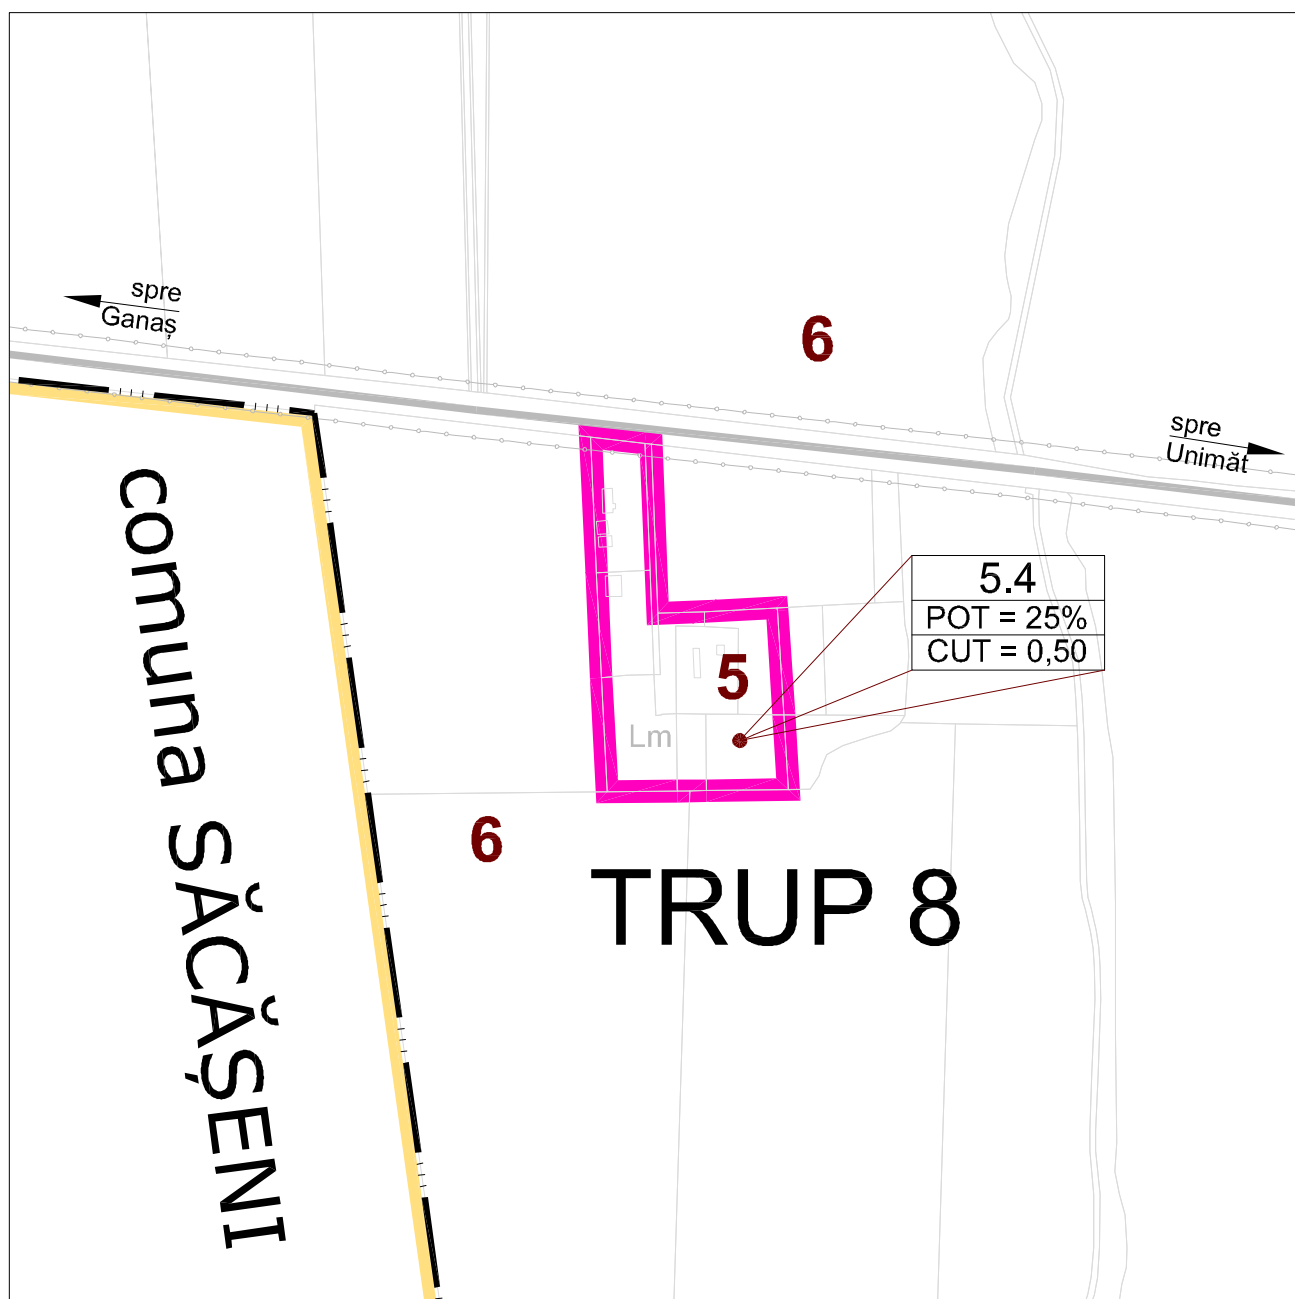 spre
Ganaș
6
spre
Unimăt
comuna SĂCĂȘENI
5.4
POT = 25%
CUT = 0,50
5
Lm
6
TRUP 8